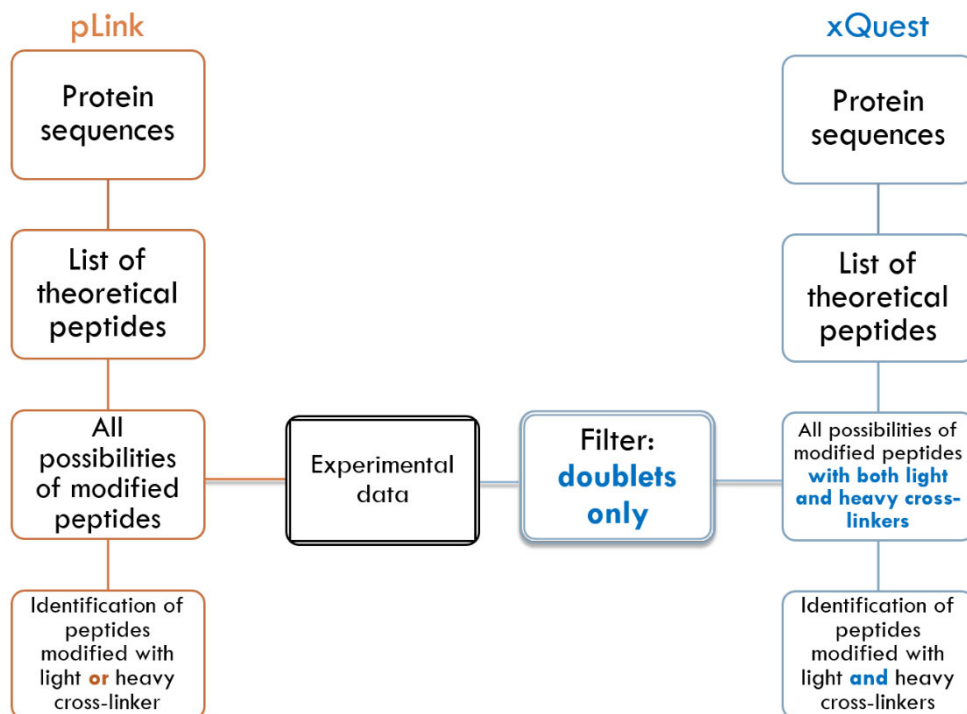 pLink
Protein
sequences
List of
theoretical
peptides
All
possibilities
of modified
peptides
Identification of
peptides
modified with
light or heavy
cross-linker
Experimental
data
Filter:
doublets
only
xQuest
Protein
sequences
List of
theoretical
peptides
All possibilities of
modified peptides
with both light
and heavy cross-
linkers
Identification of
peptides
modified with
light and heavy
cross-linkers